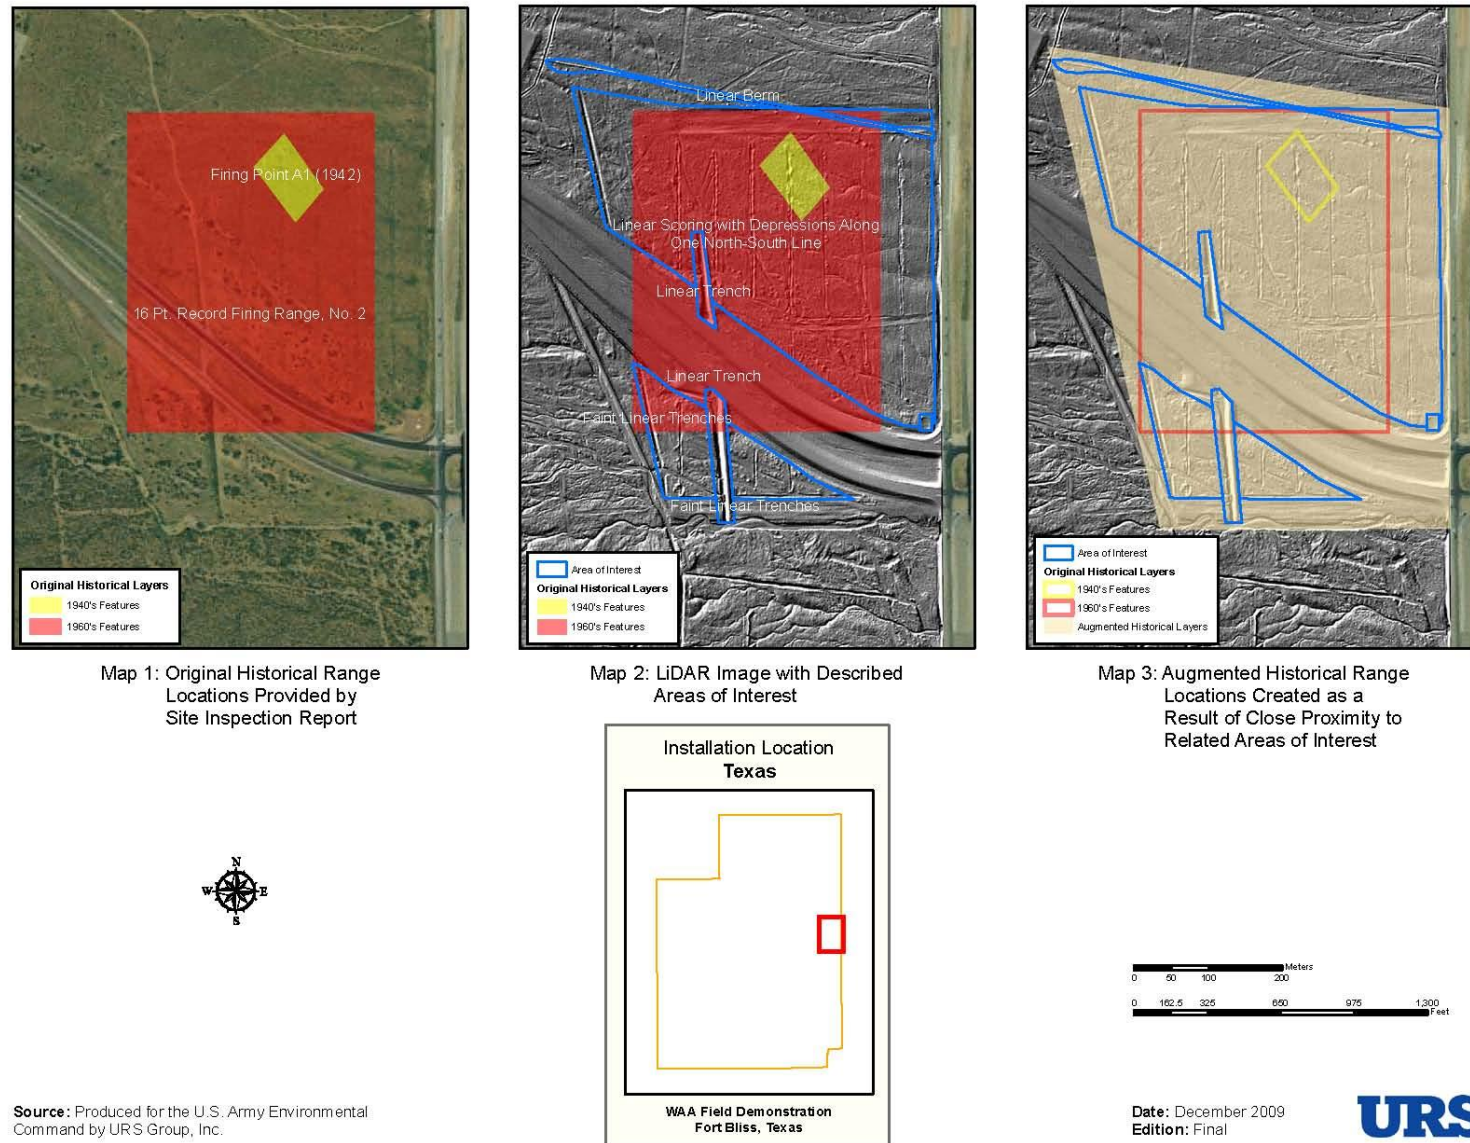 Firing Point A1 (1942)
16 Pt. Record Firing Range, No. 2
Original Historical Layers
1940's Features
1960's Features
Map 1: Original Historical Range
Locations Provided by
Site Inspection Report
Linear Berm
Linear Scoring with Depressions Along
One North-South Line
Linear Trench
Linear Trench
Faint Linear Trenches
Faint Linear Trenches
Area of Interest
Original Historical Layers
1940's Features
1960's Features
Map 2: LiDAR Image with Described
Areas of Interest
Area of Interest
Original Historical Layers
1940's Features
1960's Features
Augmented Historical Layers
Map 3: Augmented Historical Range
Locations Created as a
Result of Close Proximity to
Related Areas of Interest
N
W E
S
Installation Location
Texas
WAA Field Demonstration
Fort Bliss, Texas
Meters
0 50 100 200
0 162.5 325 650 975 1,300
Feet
Source: Produced for the U.S. Army Environmental
Command by URS Group, Inc.
Date: December 2009
Edition: Final
URS